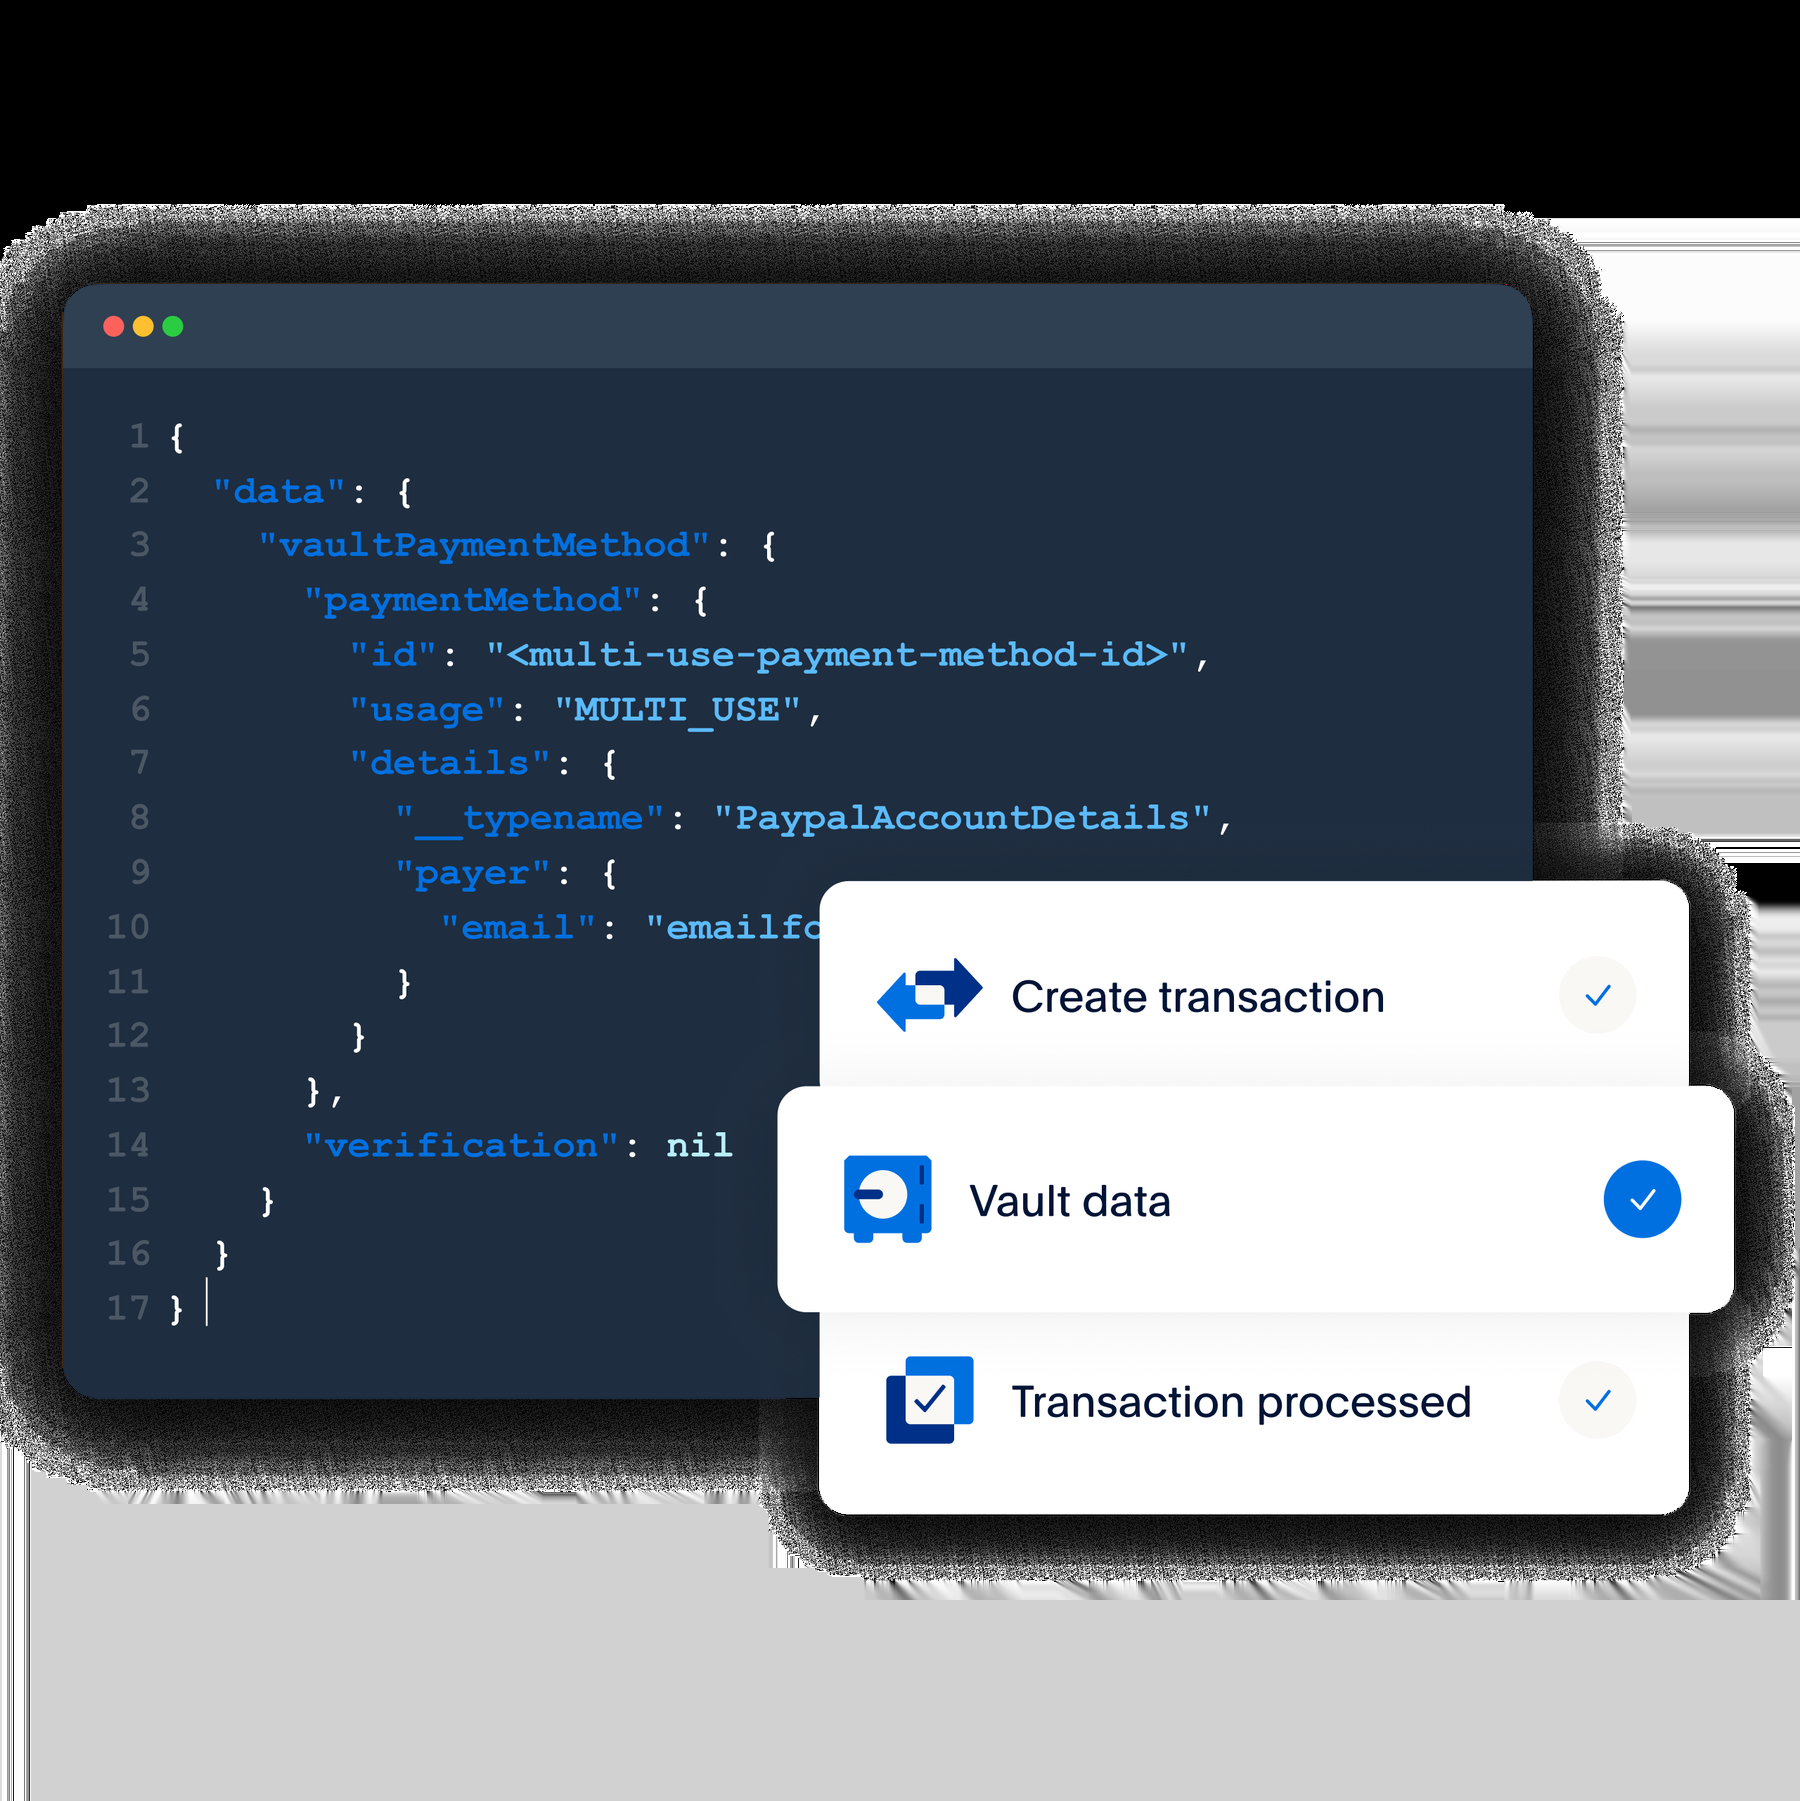 1 {
2 "data": {
3 "vaultPaymentMethod": {
4 "paymentMethod": {
5 "id": "<multi-use-payment-method-id>",
6 "usage": "MULTI_USE",
7 "details": {
8 "__typename": "PaypalAccountDetails",
9 "payer": {
10 "email":
11 }
12 }
13 },
14 "verification": nil
15 }
16 }
17 }
Create transaction
Vault data
Transaction processed